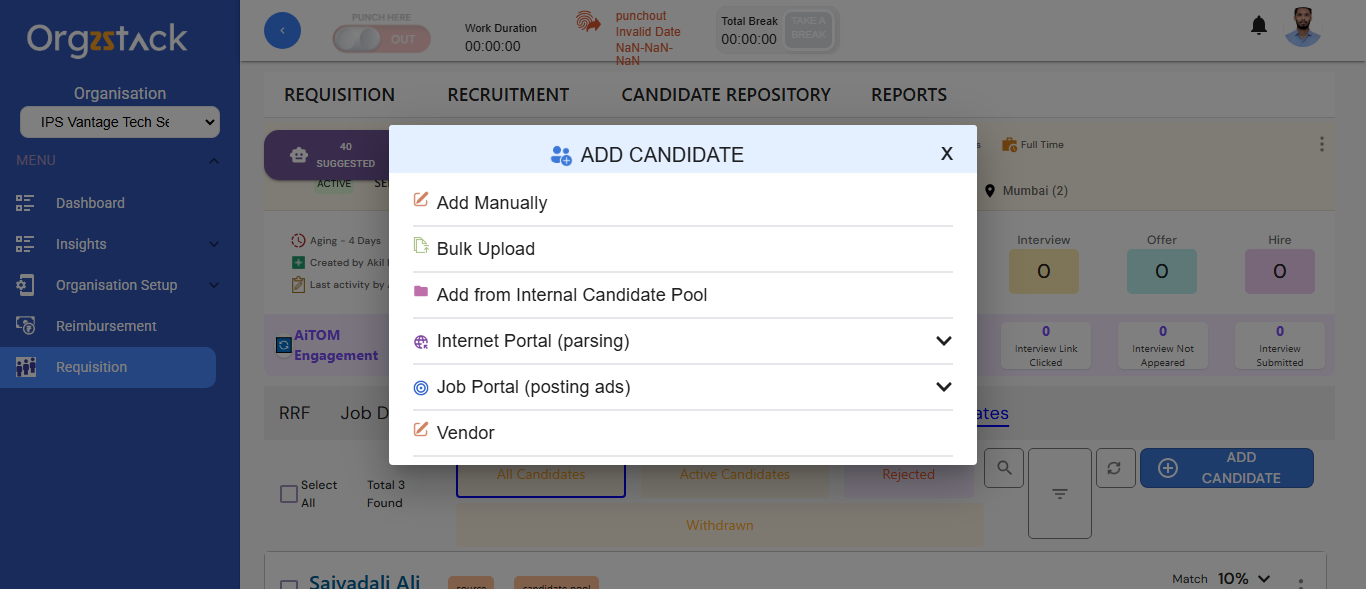 Orgzstack
Organisation
IPS Vantage Tech Se
MENU
Dashboard
Insights
Organisation Setup
Reimbursement
Requisition
PUNCH HERE
OUT
Work Duration
00:00:00
punchout
Invalid Date
NaN-NaN-
NaN
Total Break
00:00:00
TAKE A
BREAK
REQUISITION RECRUITMENT CANDIDATE REPOSITORY REPORTS
40
SUGGESTED
ACTIVE SE
s Full Time
Mumbai (2)
Aging - 4 Days
Created by Akil
Last activity by
Interview Offer Hire
0 0 0
AiTOM
Engagement
0 0 0
Interview Link
Clicked
Interview Not
Appeared
Interview
Submitted
RRF Job D
ates
ADD CANDIDATE X
Add Manually
Bulk Upload
Add from Internal Candidate Pool
Internet Portal (parsing)
Job Portal (posting ads)
Vendor
Select
All
Total 3
Found
All Candidates Active Candidates Rejected
Withdrawn
ADD
CANDIDATE
Saiyadali Ali source candidate pool
Match 10%